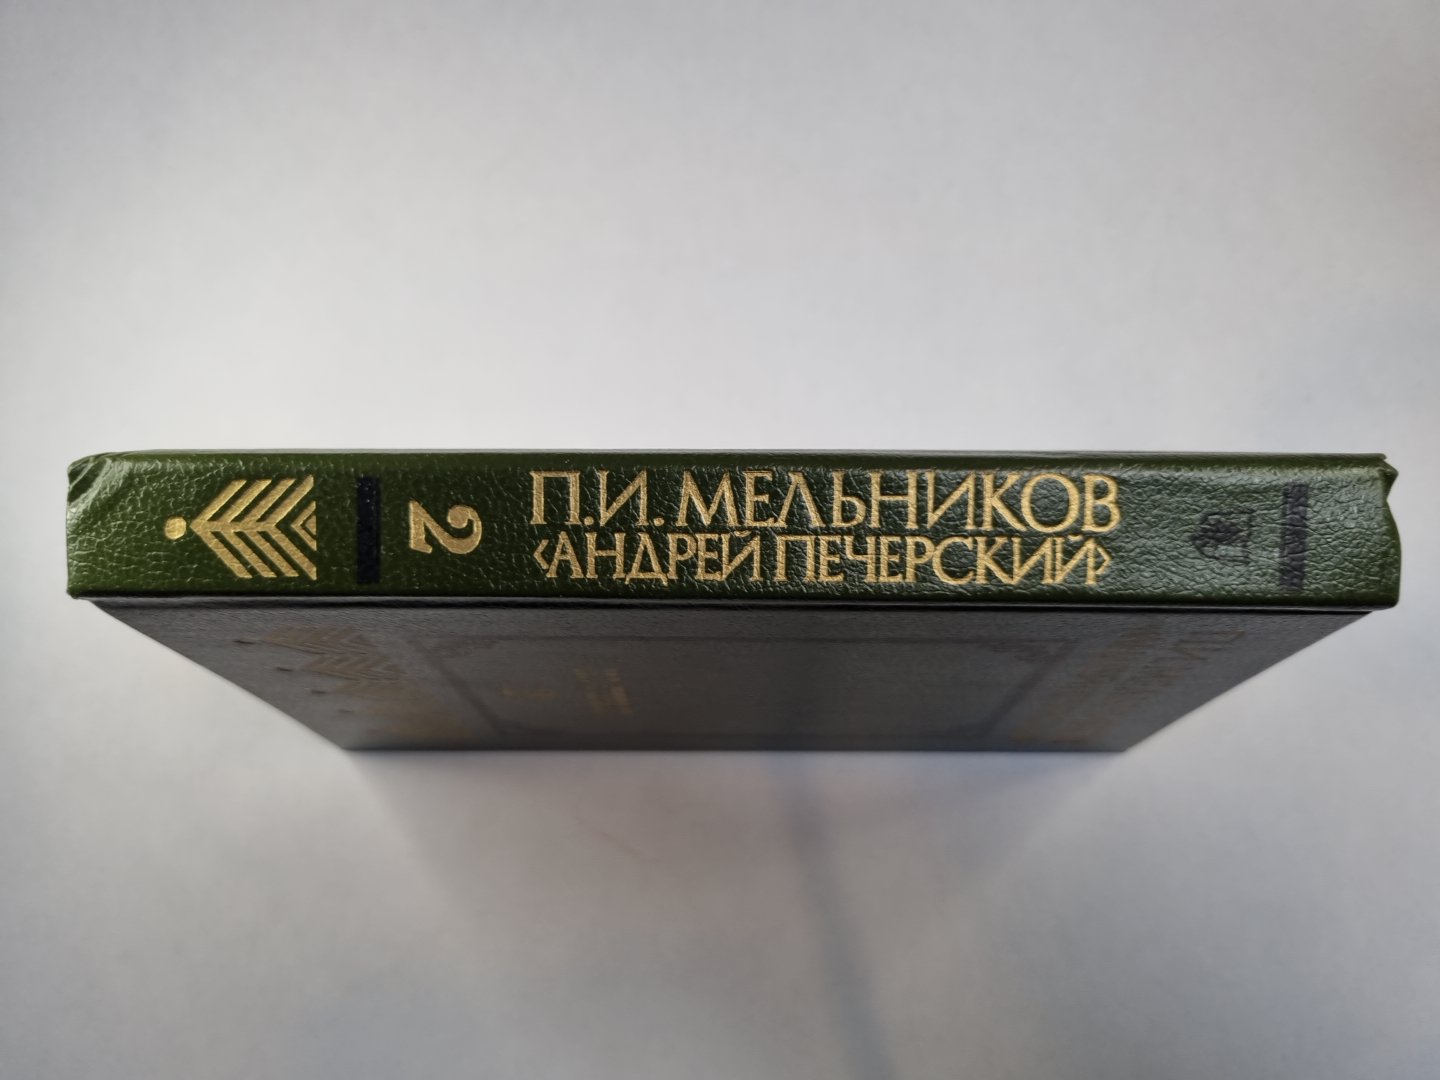 П.И. МЕЛЬНИКОВ
‹АНДРЕЙ ПЕЧЕРСКИЙ›
2